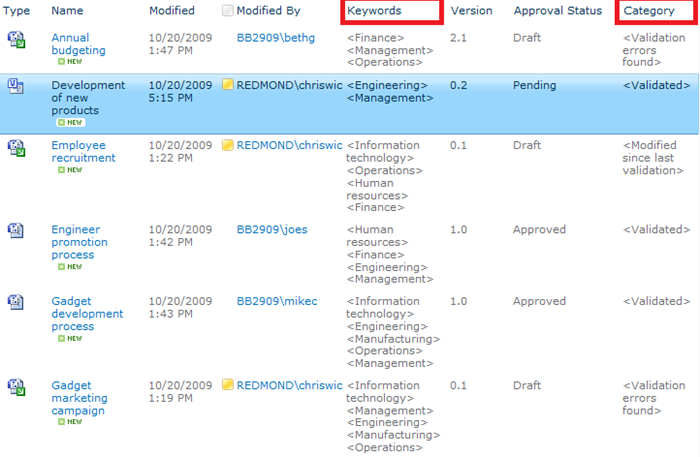 Type Name Modified Modified By Keywords Version Approval Status Category
Annual 10/20/2009 BB2909\bethg <Finance> 2.1 Draft <Validation
budgeting 1:47 PM <Management> errors
NEW <Operations> found>
Development 10/20/2009 REDMOND\chriswic <Engineering> 0.2 Pending <Validated>
of new 5:15 PM <Management>
products
NEW
Employee 10/20/2009 REDMOND\chriswic <Information 0.1 Draft <Modified
recruitment 1:22 PM technology> since last
NEW <Operations> validation>
<Human
resources>
<Finance>
Engineer 10/20/2009 BB2909\joes <Human 1.0 Approved <Validated>
promotion 1:42 PM resources>
process <Finance>
NEW <Engineering>
<Management>
Gadget 10/20/2009 BB2909\mikec <Information 1.0 Approved <Validated>
development 1:43 PM technology>
process <Engineering>
NEW <Manufacturing>
<Operations>
<Management>
Gadget 10/20/2009 REDMOND\chriswic <Information 0.1 Draft <Validation
marketing 1:19 PM technology> errors
campaign <Management> found>
NEW <Engineering>
<Manufacturing>
<Operations>